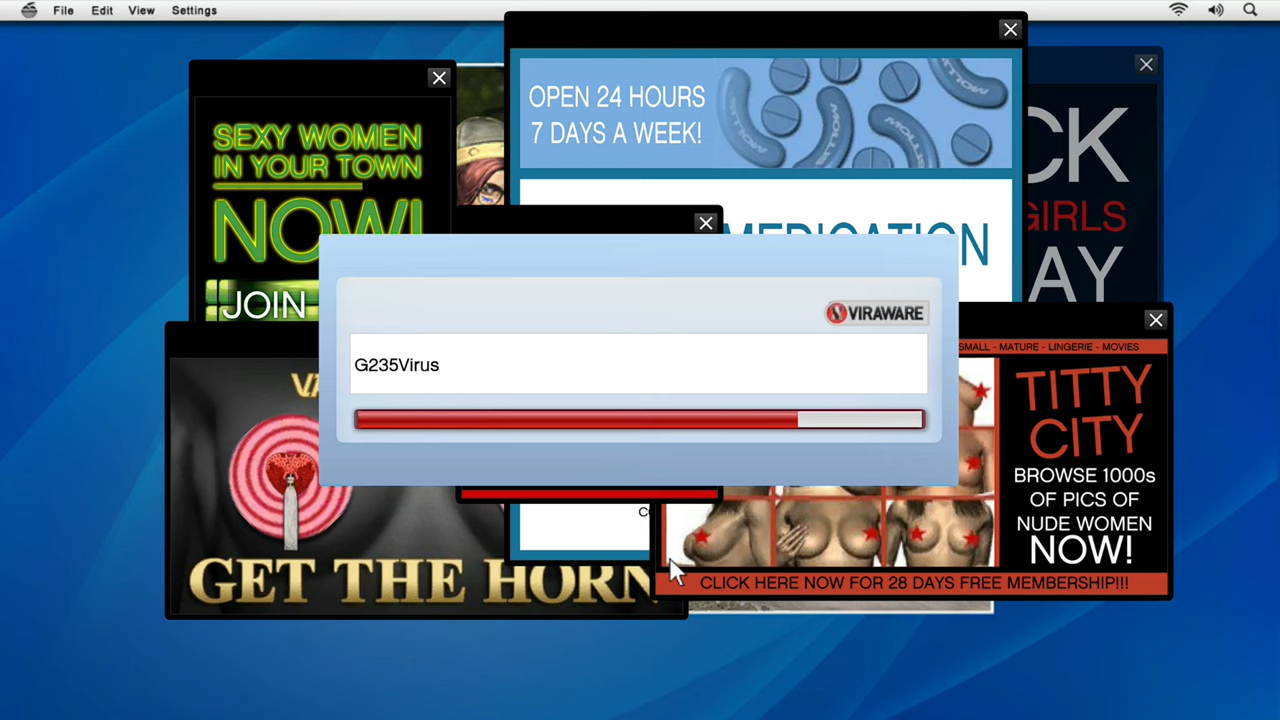 File Edit View Settings
SEXY WOMEN
IN YOUR TOWN
NOW!
JOIN
OPEN 24 HOURS
7 DAYS A WEEK!
MEDICATION
GIRLS
VIRAWARE
G235Virus
GET THE HORN
SMALL - MATURE - LINGERIE - MOVIES
TITTY
CITY
BROWSE 1000s
OF PICS OF
NUDE WOMEN
NOW!
CLICK HERE NOW FOR 28 DAYS FREE MEMBERSHIP!!!